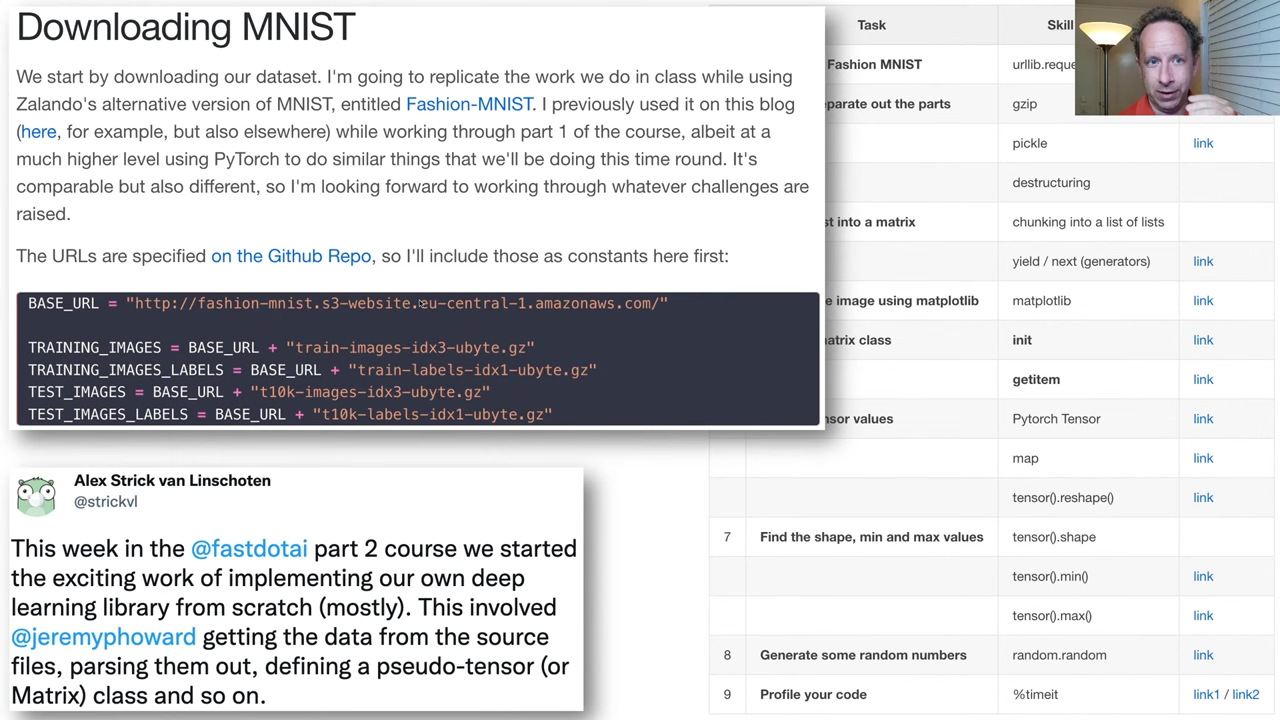 Downloading MNIST
We start by downloading our dataset. I'm going to replicate the work we do in class while using
Zalando's alternative version of MNIST, entitled Fashion-MNIST. I previously used it on this blog
(here, for example, but also elsewhere) while working through part 1 of the course, albeit at a
much higher level using PyTorch to do similar things that we'll be doing this time round. It's
comparable but also different, so I'm looking forward to working through whatever challenges are
raised.
The URLs are specified on the Github Repo, so I'll include those as constants here first:
BASE_URL = "http://fashion-mnist.s3-website.eu-central-1.amazonaws.com/"
TRAINING_IMAGES = BASE_URL + "train-images-idx3-ubyte.gz"
TRAINING_IMAGES_LABELS = BASE_URL + "train-labels-idx1-ubyte.gz"
TEST_IMAGES = BASE_URL + "t10k-images-idx3-ubyte.gz"
TEST_IMAGES_LABELS = BASE_URL + "t10k-labels-idx1-ubyte.gz"
Alex Strick van Linschoten
@strickvl
This week in the @fastdotai part 2 course we started
the exciting work of implementing our own deep
learning library from scratch (mostly). This involved
@jeremyphoward getting the data from the source
files, parsing them out, defining a pseudo-tensor (or
Matrix) class and so on.
Task Skill
Fashion MNIST urllib.reque
eparate out the parts gzip
pickle link
destructuring
st into a matrix chunking into a list of lists
yield / next (generators) link
e image using matplotlib matplotlib link
atrix class init link
getitem link
nsor values Pytorch Tensor link
map link
tensor().reshape() link
7 Find the shape, min and max values tensor().shape
tensor().min() link
tensor().max() link
8 Generate some random numbers random.random link
9 Profile your code %timeit link1 / link2